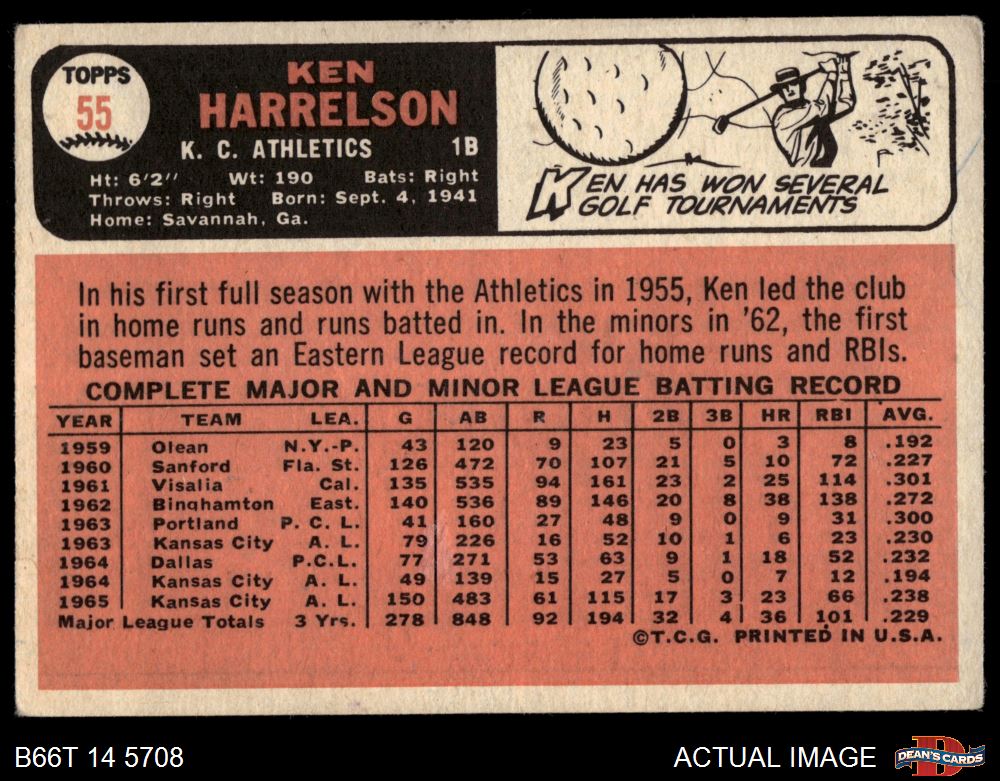 TOPPS
55
KEN
HARRELSON
K. C. ATHLETICS 1B
Ht: 6'2'' Wt: 190 Bats: Right
Throws: Right Born: Sept. 4, 1941
Home: Savannah, Ga.
KEN HAS WON SEVERAL
GOLF TOURNAMENTS
In his first full season with the Athletics in 1955, Ken led the club
in home runs and runs batted in. In the minors in '62, the first
baseman set an Eastern League record for home runs and RBIs.
COMPLETE MAJOR AND MINOR LEAGUE BATTING RECORD
YEAR TEAM LEA. G AB R H 2B 3B HR RBI AVG.
1959 Olean N.Y.-P. 43 120 9 23 5 0 3 8 .192
1960 Sanford Fla. St. 126 472 70 107 21 5 10 72 .227
1961 Visalia Cal. 135 535 94 161 23 2 25 114 .301
1962 Binghamton East. 140 536 89 146 20 8 38 138 .272
1963 Portland P. C. L. 41 160 27 48 9 0 9 31 .300
1963 Kansas City A. L. 79 226 16 52 10 1 6 23 .230
1964 Dallas P.C.L. 77 271 53 63 9 1 18 52 .232
1964 Kansas City A. L. 49 139 15 27 5 0 7 12 .194
1965 Kansas City A. L. 150 483 61 115 17 3 23 66 .238
Major League Totals 3 Yrs. 278 848 92 194 32 4 36 101 .229
©T.C.G. PRINTED IN U.S.A.
B66T 14 5708
ACTUAL IMAGE
DEAN'S CARDS